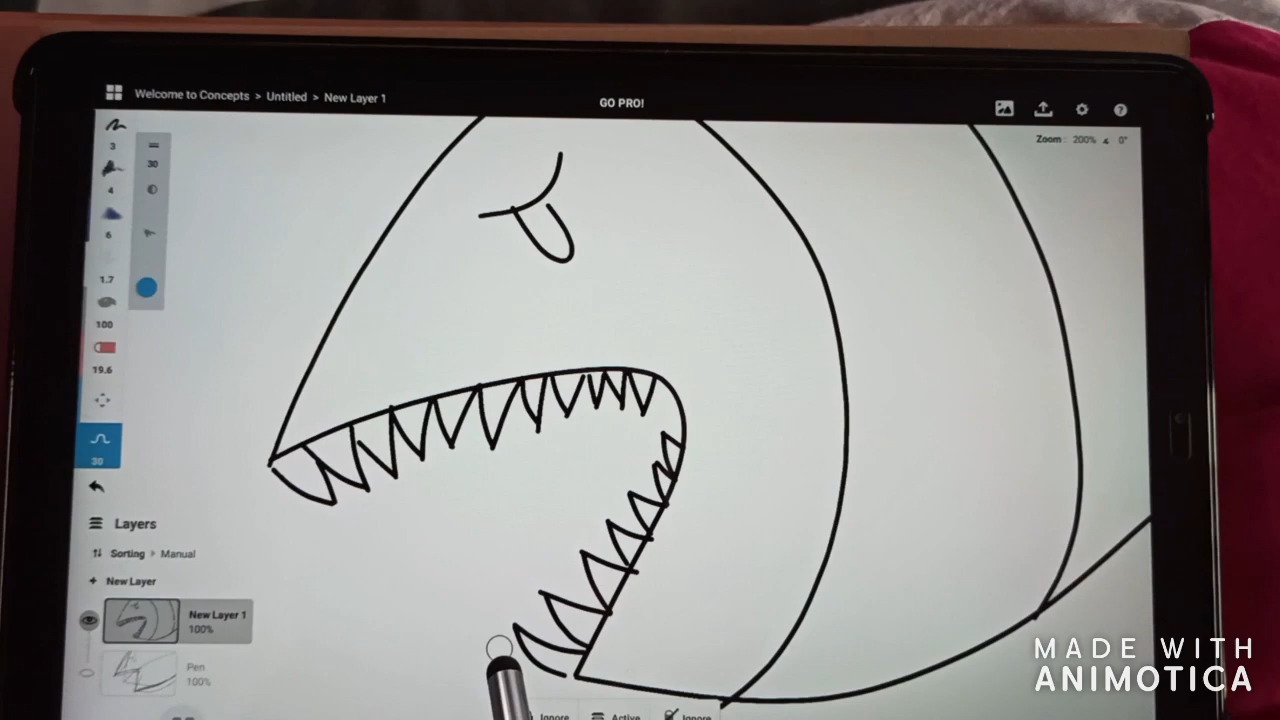 Welcome to Concepts > Untitled > New Layer 1
GO PRO!
Zoom: 200% 0°
3
30
4
6
1.7
100
19.6
30
Layers
Sorting > Manual
+ New Layer
New Layer 1
100%
Pen
100%
Ignore
Active
Ignore
MADE WITH
ANIMOTICA